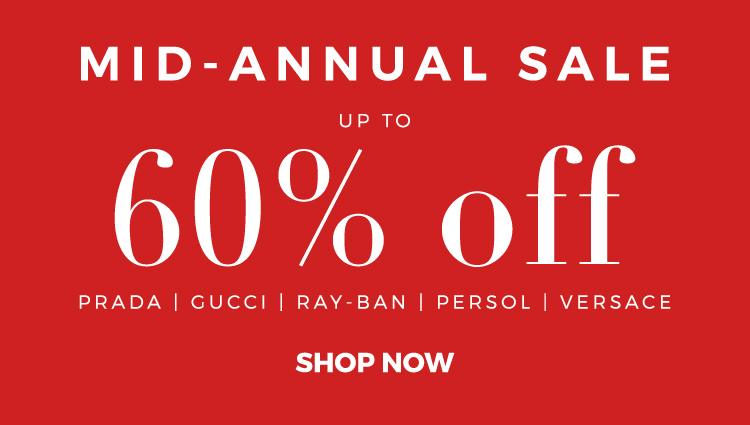 MID-ANNUAL SALE
UP TO
60% off
PRADA | GUCCI | RAY-BAN | PERSOL | VERSACE
SHOP NOW